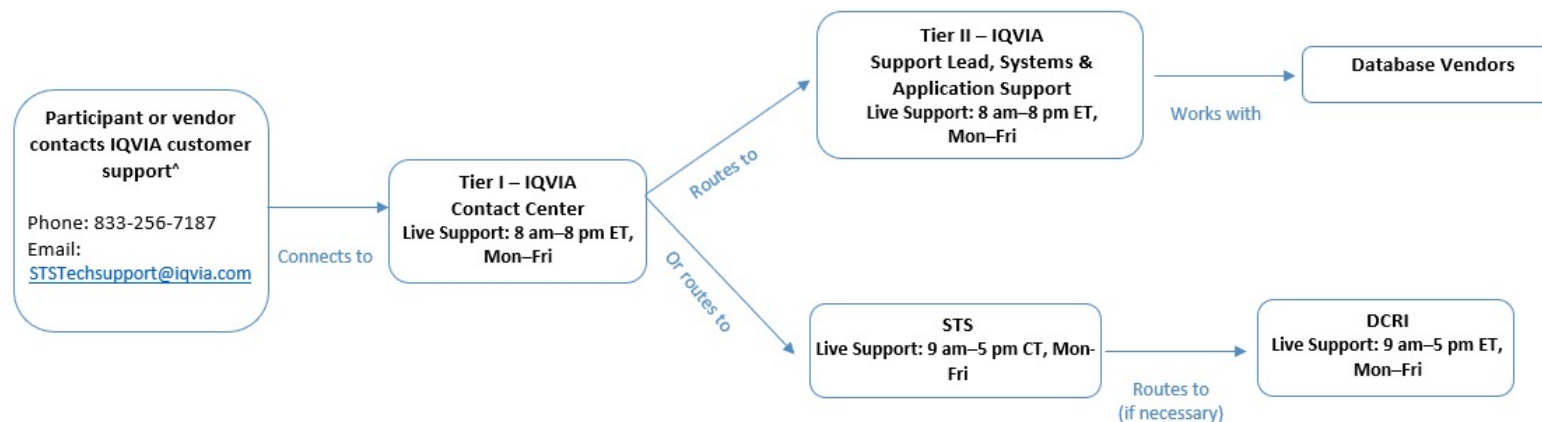 Participant or vendor
contacts IQVIA customer
support^
Phone: 833-256-7187
Email:
STSTechsupport@iqvia.com
Connects to
Tier I – IQVIA
Contact Center
Live Support: 8 am–8 pm ET,
Mon–Fri
Routes to
Tier II – IQVIA
Support Lead, Systems &
Application Support
Live Support: 8 am–8 pm ET,
Mon–Fri
Works with
Database Vendors
Or routes to
STS
Live Support: 9 am–5 pm CT, Mon-
Fri
Routes to
(if necessary)
DCRI
Live Support: 9 am–5 pm ET,
Mon–Fri